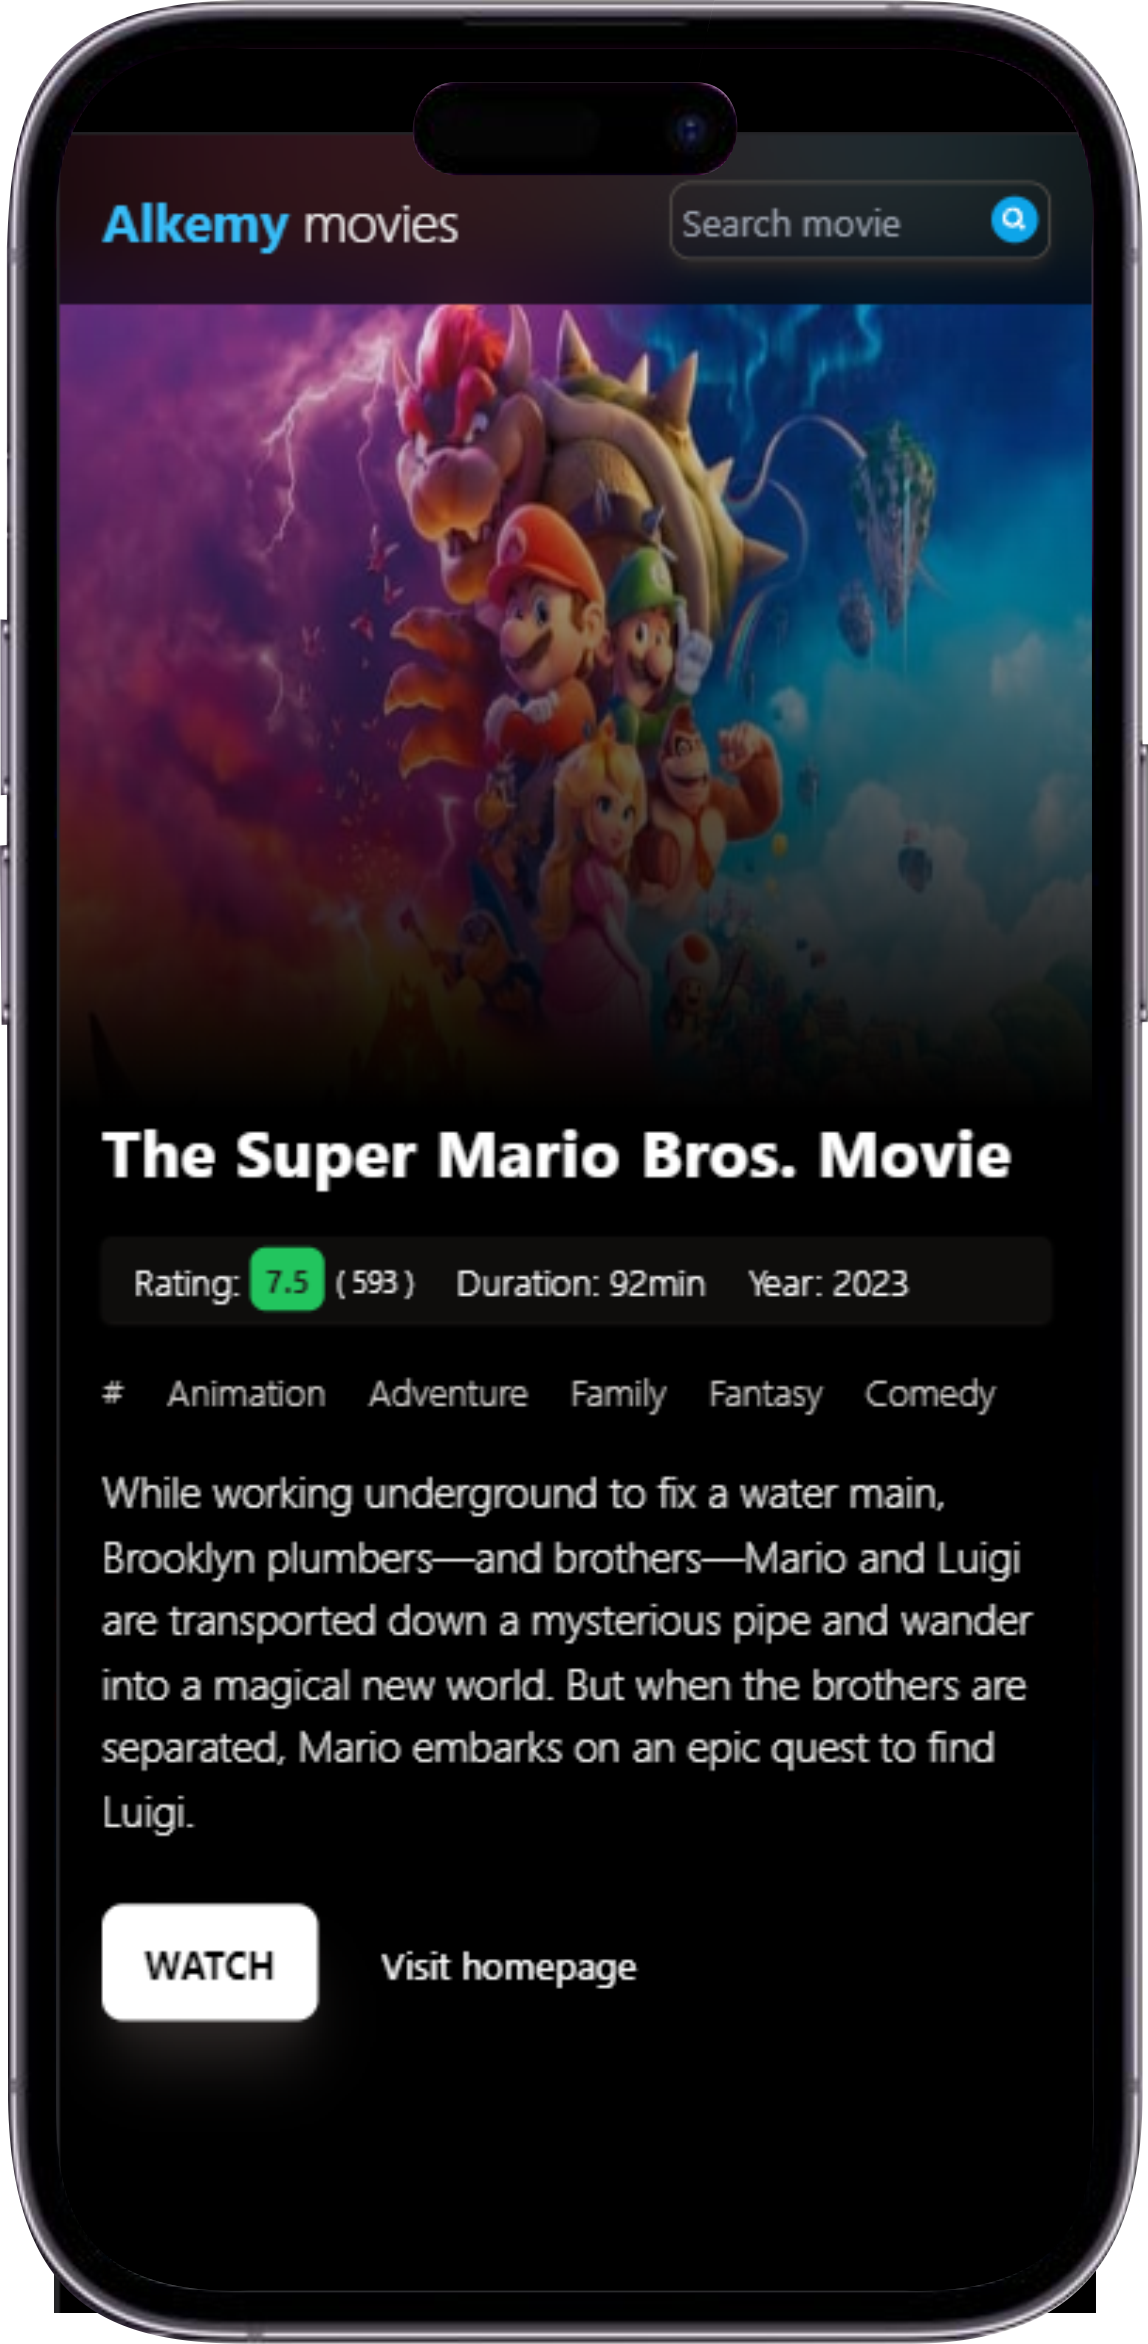 Alkemy movies
Search movie
The Super Mario Bros. Movie
Rating: 7.5 ( 593 ) Duration: 92min Year: 2023
# Animation Adventure Family Fantasy Comedy
While working underground to fix a water main,
Brooklyn plumbers—and brothers—Mario and Luigi
are transported down a mysterious pipe and wander
into a magical new world. But when the brothers are
separated, Mario embarks on an epic quest to find
Luigi.
WATCH Visit homepage